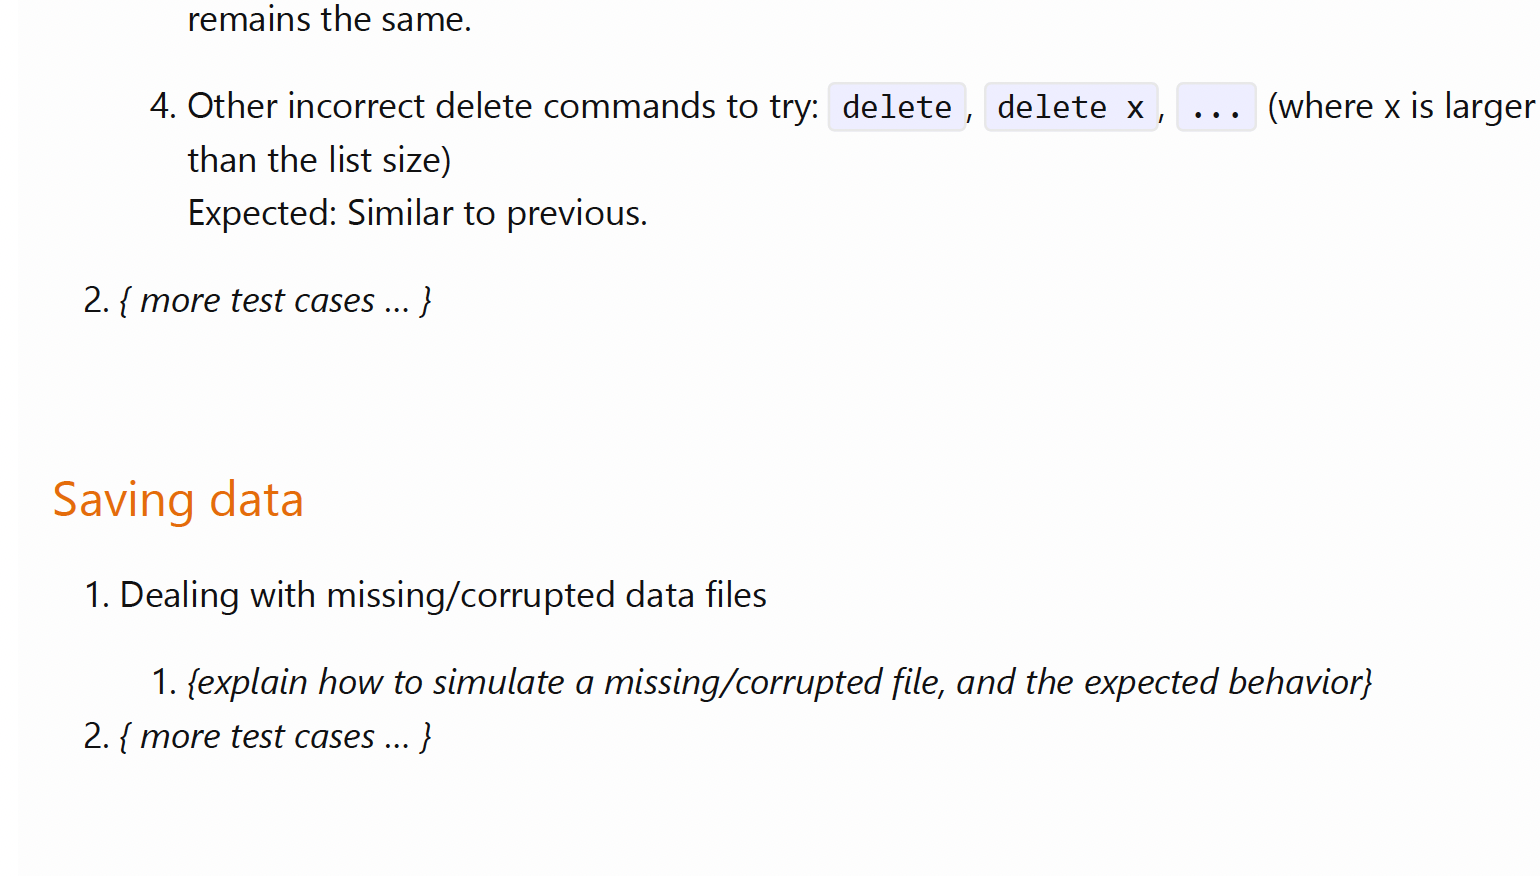 remains the same.
4. Other incorrect delete commands to try: delete, delete x, ... (where x is larger
than the list size)
Expected: Similar to previous.
2. { more test cases … }
Saving data
1. Dealing with missing/corrupted data files
1. {explain how to simulate a missing/corrupted file, and the expected behavior}
2. { more test cases … }